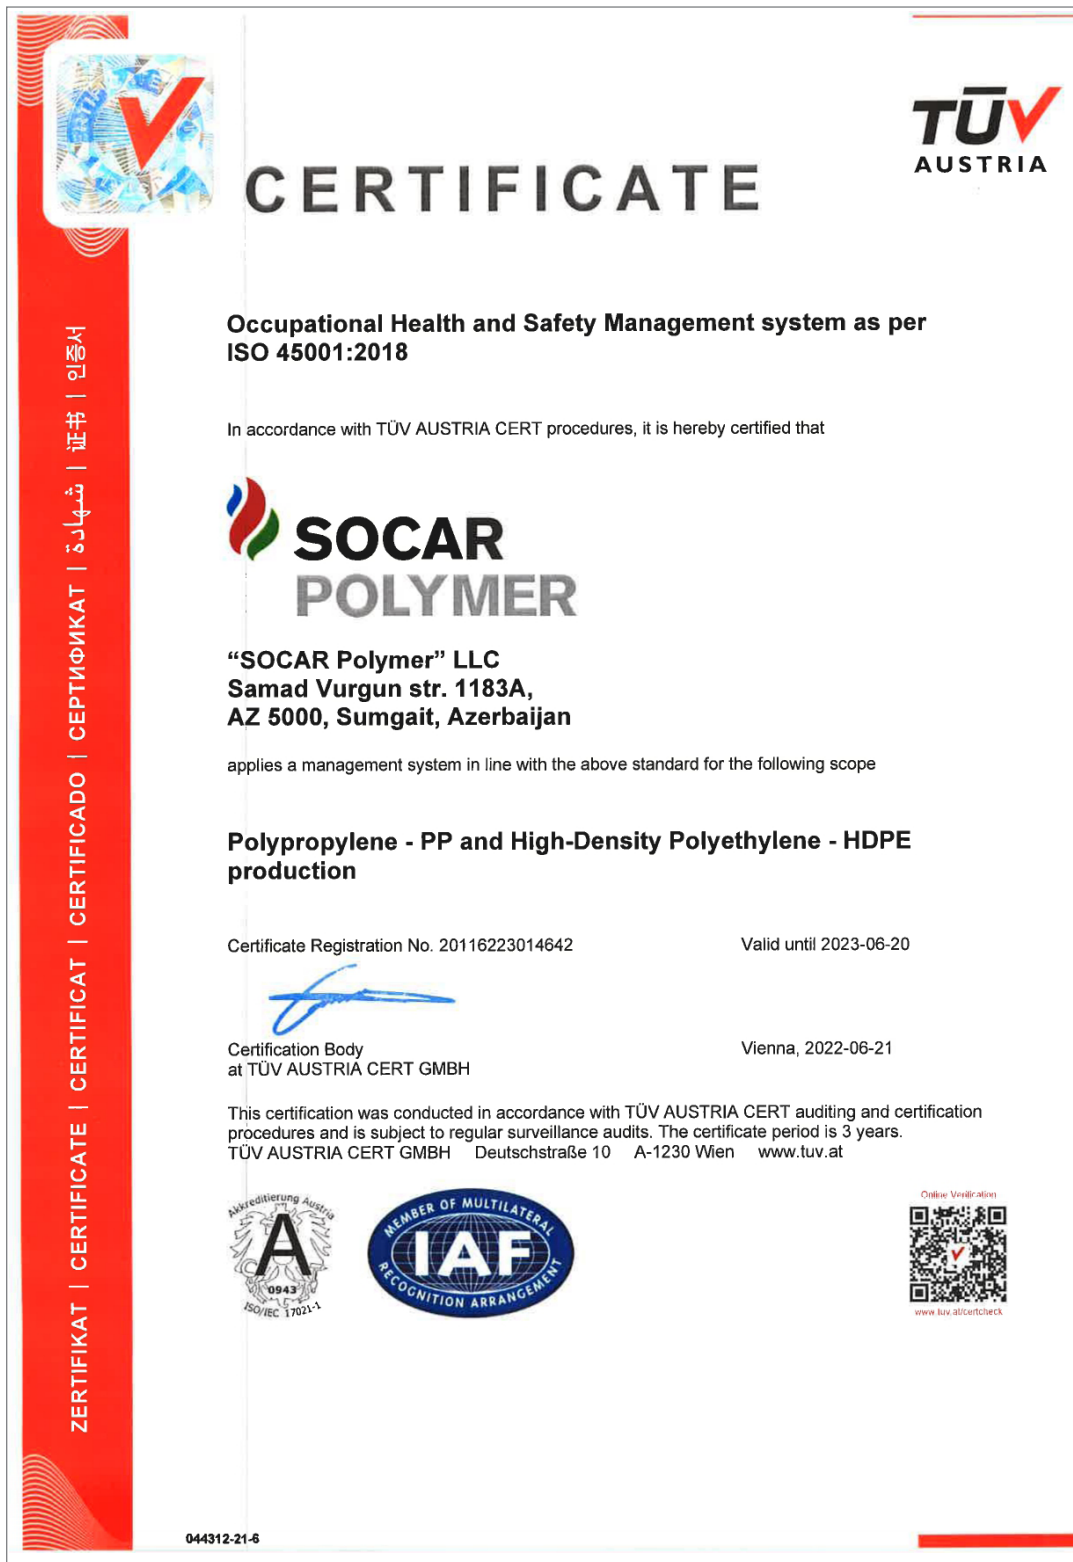 TÜV
AUSTRIA
CERTIFICATE
Occupational Health and Safety Management system as per
ISO 45001:2018
In accordance with TÜV AUSTRIA CERT procedures, it is hereby certified that
SOCAR
POLYMER
“SOCAR Polymer” LLC
Samad Vurgun str. 1183A,
AZ 5000, Sumgait, Azerbaijan
applies a management system in line with the above standard for the following scope
Polypropylene - PP and High-Density Polyethylene - HDPE
production
Certificate Registration No. 20116223014642
Valid until 2023-06-20
Certification Body
at TÜV AUSTRIA CERT GMBH
Vienna, 2022-06-21
This certification was conducted in accordance with TÜV AUSTRIA CERT auditing and certification
procedures and is subject to regular surveillance audits. The certificate period is 3 years.
TÜV AUSTRIA CERT GMBH Deutschstraße 10 A-1230 Wien www.tuv.at
Akkreditierung Austria
A
0943
ISO/IEC 17021-1
MEMBER OF MULTILATERAL
IAF
RECOGNITION ARRANGEMENT
Online Verification
www.tuv.at/certcheck
ZERTIFIKAT | CERTIFICATE | CERTIFICAT | CERTIFICADO | СЕРТИФИКАТ | شهادة | 证书 | 인증서
044312-21-6